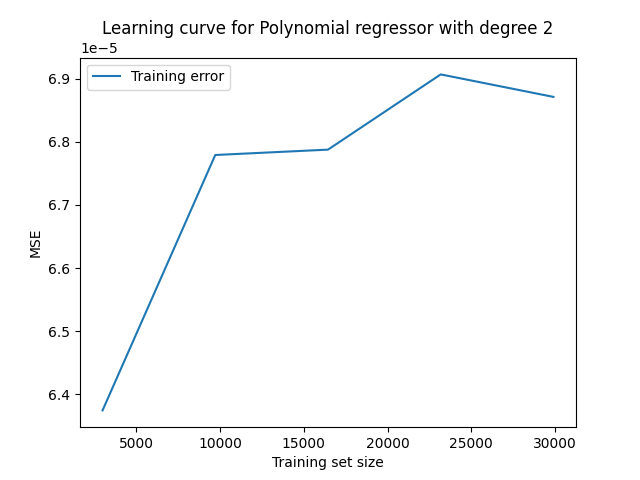 Learning curve for Polynomial regressor with degree 2
1e−5
Training error
6.9
6.8
6.7
6.6
6.5
6.4
MSE
5000 10000 15000 20000 25000 30000
Training set size